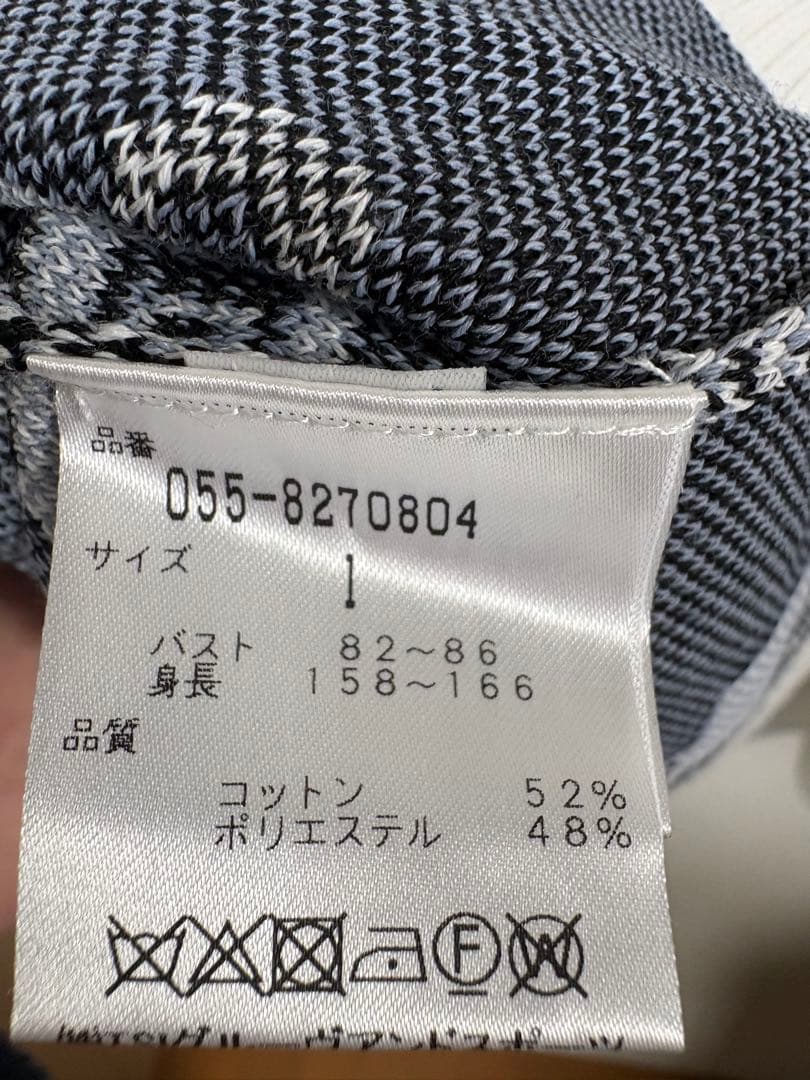 品番
055-8270804
サイズ
1
バスト 82～86
身長 158～166
品質
コットン 52%
ポリエステル 48%
F W